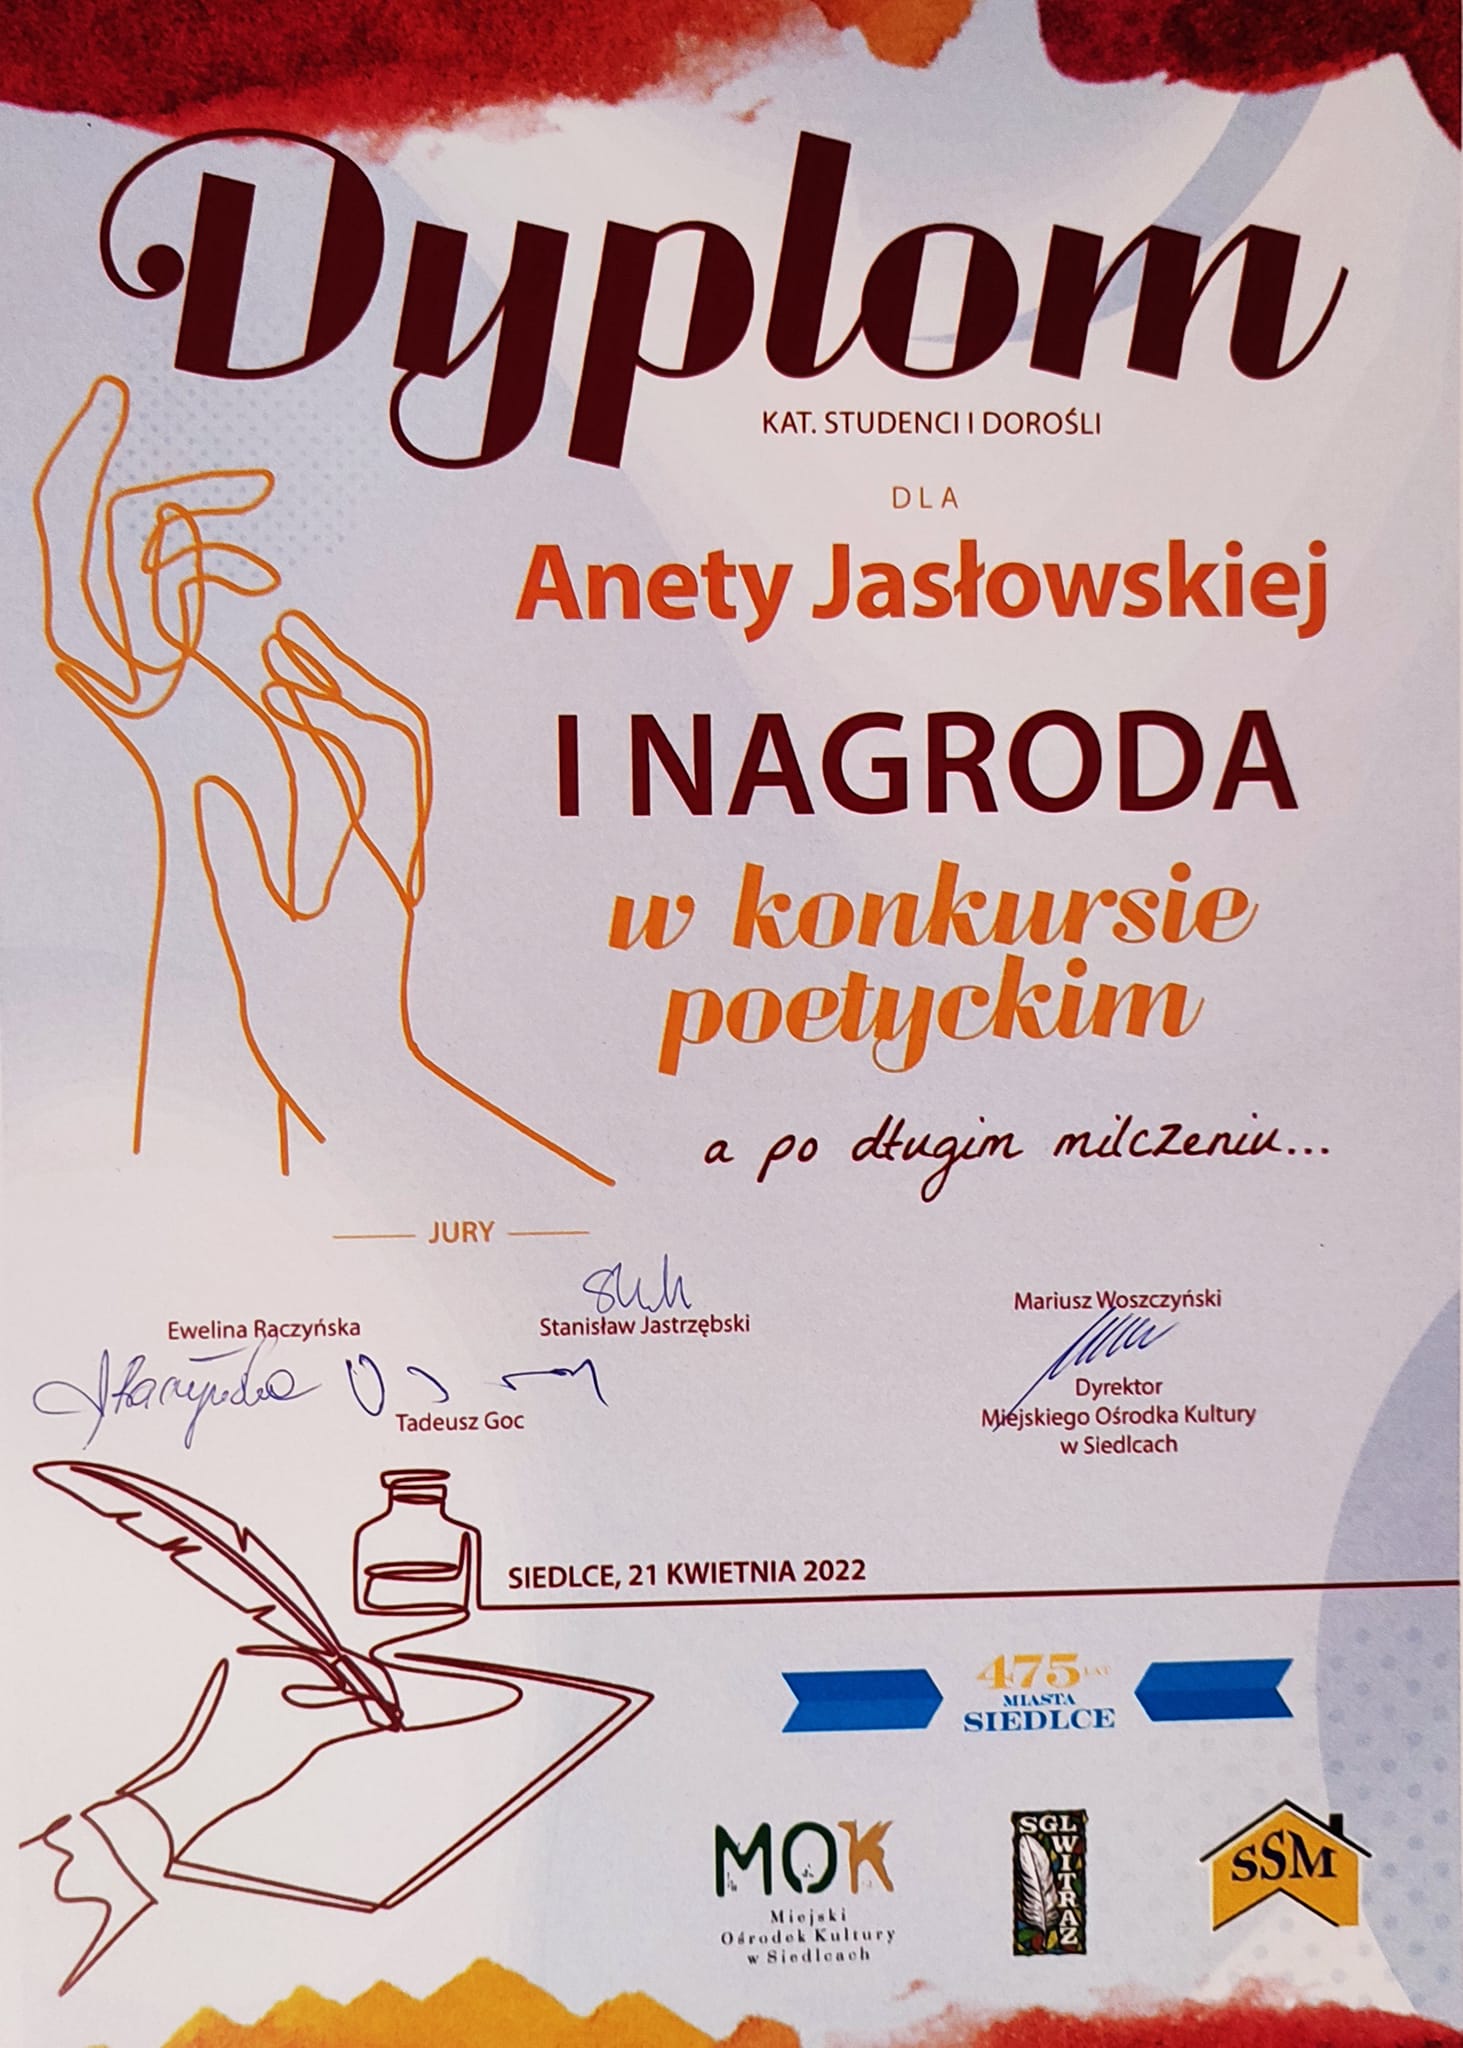 Dyplom
KAT. STUDENCI I DOROŚLI
DLA
Anety Jasłowskiej
I NAGRODA
w konkursie
poetyckim
a po długim milczeniu...
JURY
Ewelina Rączyńska
Stanisław Jastrzębski
Tadeusz Goc
Mariusz Woszczyński
Dyrektor
Miejskiego Ośrodka Kultury
w Siedlcach
SIEDLCE, 21 KWIETNIA 2022
475 LAT
MIASTA
SIEDLCE
MOK
Miejski
Ośrodek Kultury
w Siedlcach
SGL
WITRAŻ
SSM